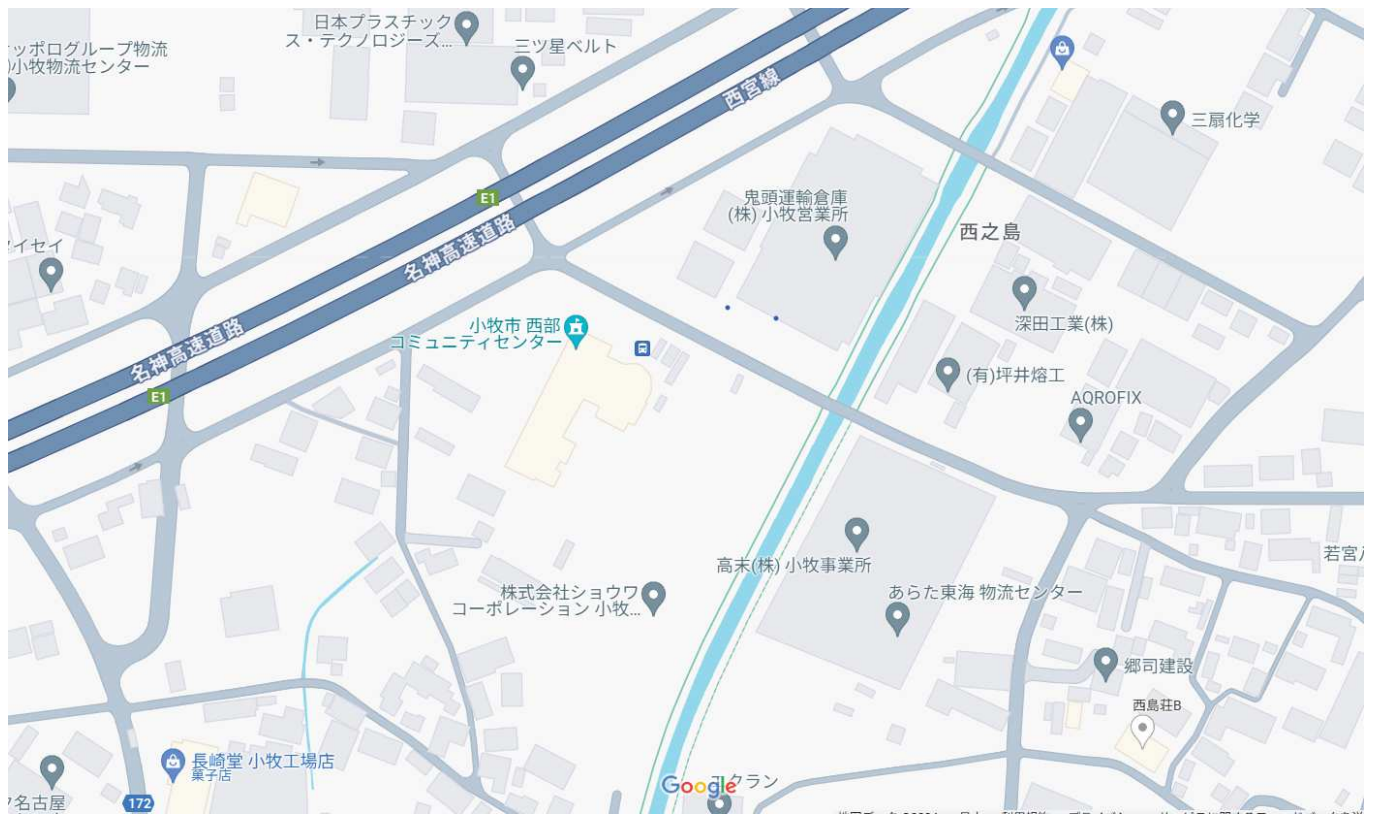 日本プラスチック
ス・テクノロジーズ...
ッポログループ物流
小牧物流センター
三ツ星ベルト
西宮線
三扇化学
E1
鬼頭運輸倉庫
(株) 小牧営業所
西之島
名神高速道路
イセイ
深田工業(株)
小牧市 西部
コミュニティセンター
名神高速道路
(有)坪井熔工
E1
AQROFIX
高末(株) 小牧事業所
若宮
株式会社ショウワ
コーポレーション 小牧...
あらた東海 物流センター
郷司建設
西島荘B
長崎堂 小牧工場店
菓子店
Google
クラン
名古屋
172